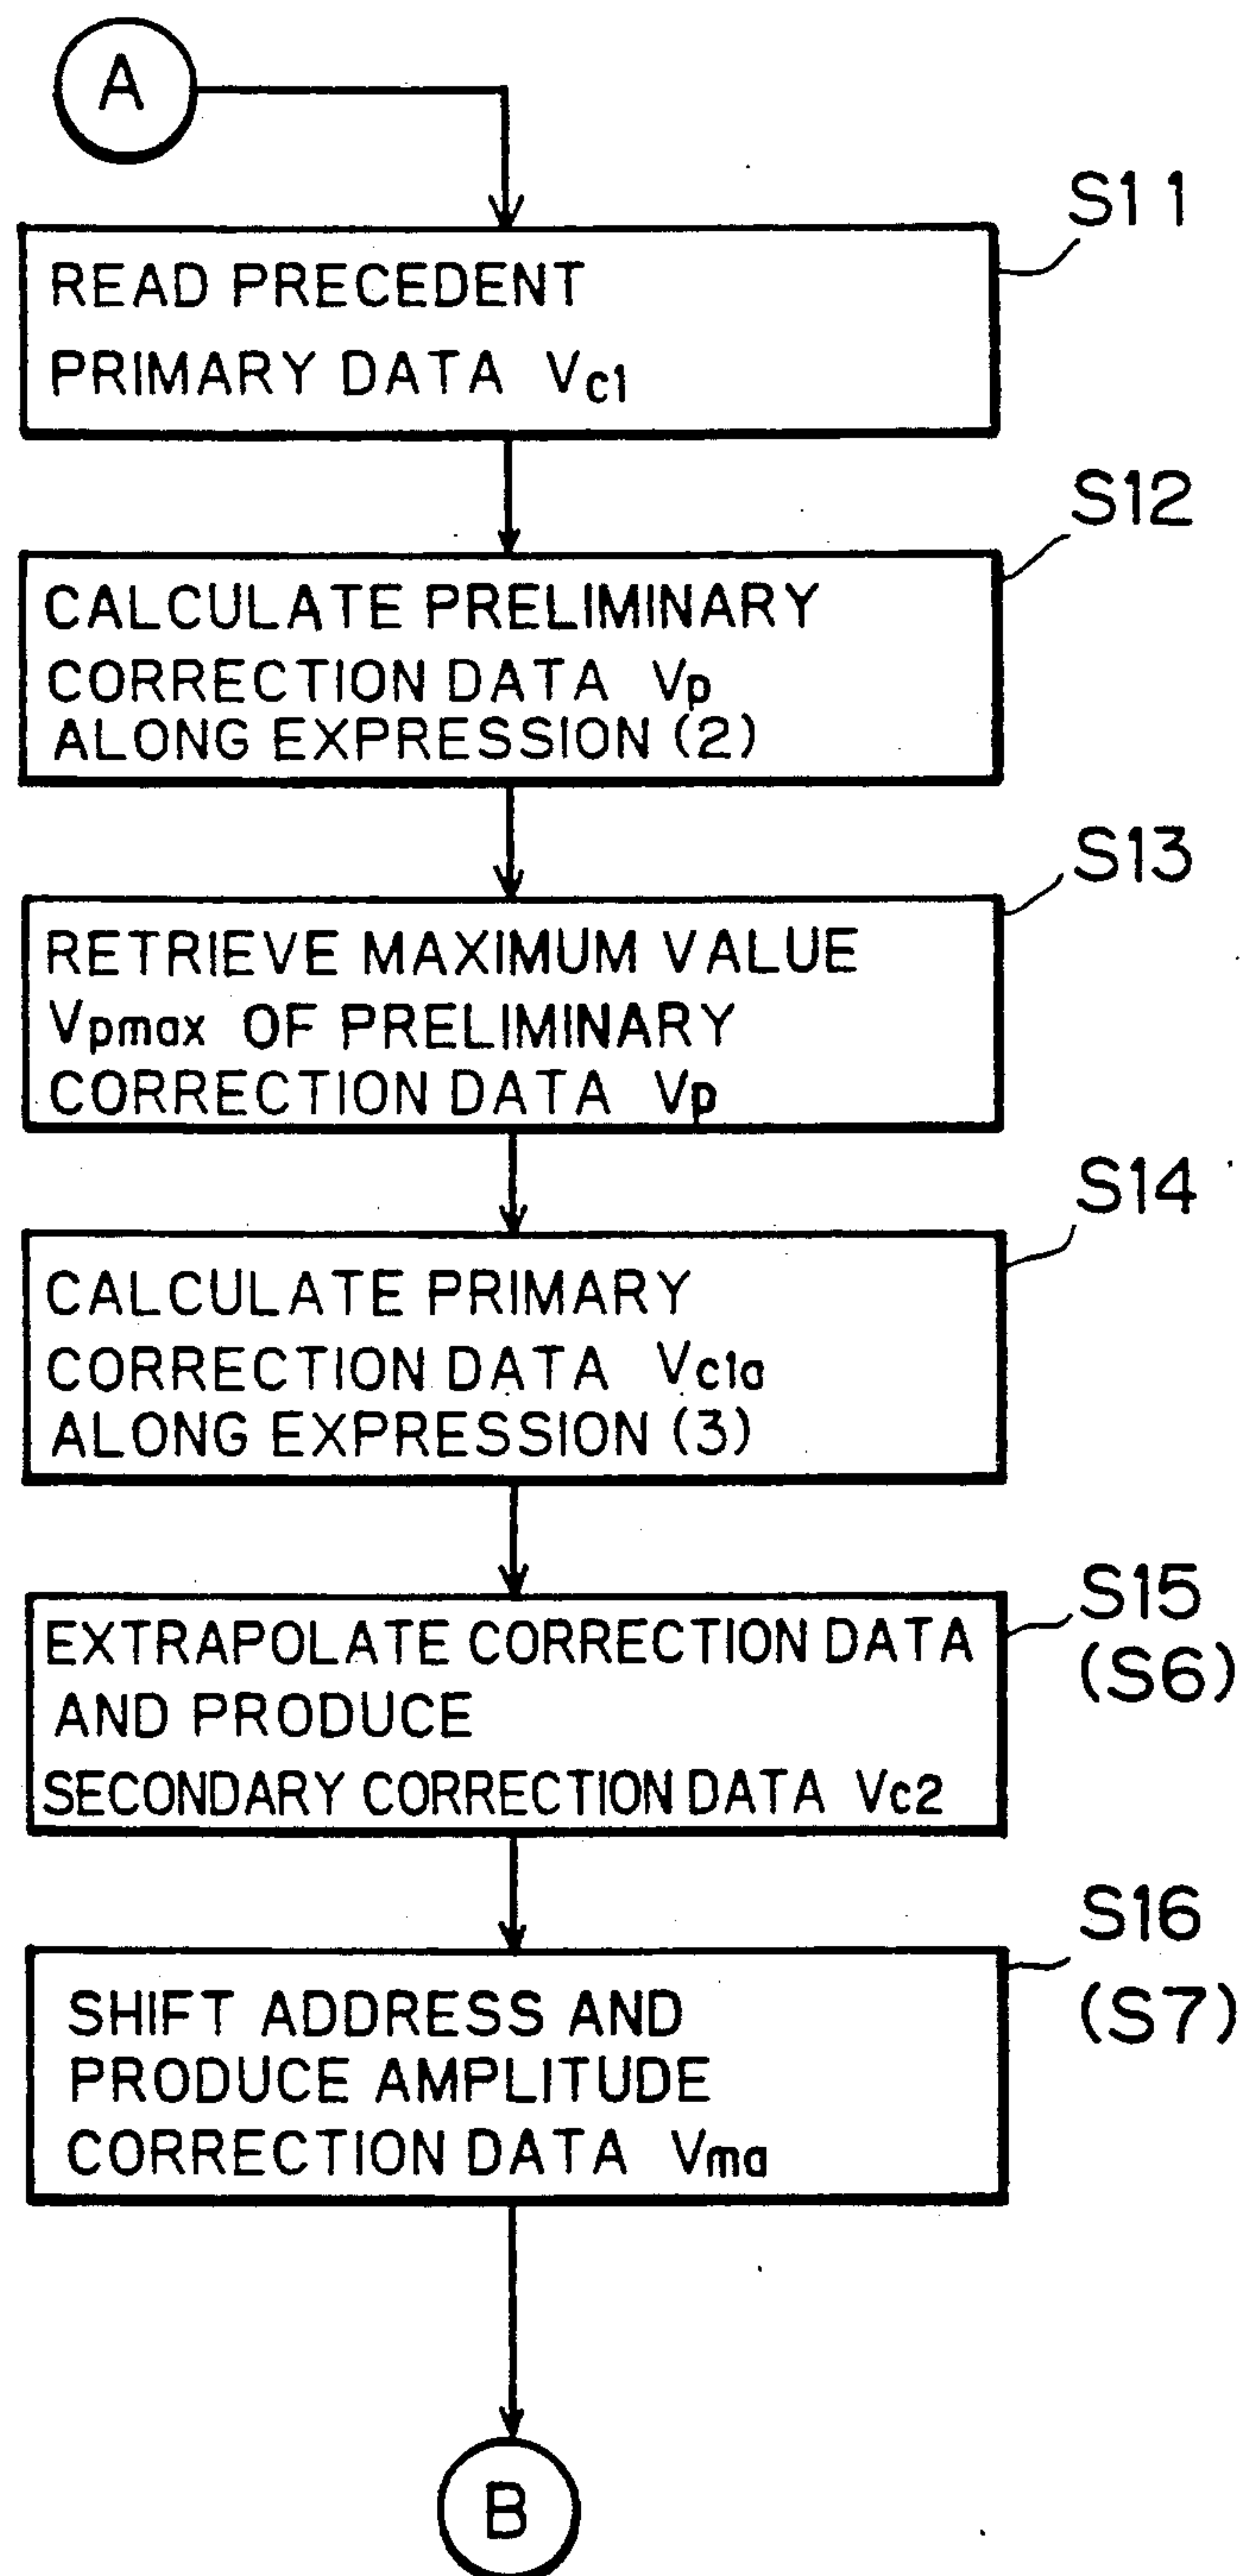 A
S11
READ PRECEDENT
PRIMARY DATA Vc1
S12
CALCULATE PRELIMINARY
CORRECTION DATA Vp
ALONG EXPRESSION (2)
S13
RETRIEVE MAXIMUM VALUE
Vpmax OF PRELIMINARY
CORRECTION DATA Vp
S14
CALCULATE PRIMARY
CORRECTION DATA Vc1a
ALONG EXPRESSION (3)
S15
(S6)
EXTRAPOLATE CORRECTION DATA
AND PRODUCE
SECONDARY CORRECTION DATA Vc2
S16
(S7)
SHIFT ADDRESS AND
PRODUCE AMPLITUDE
CORRECTION DATA Vma
B